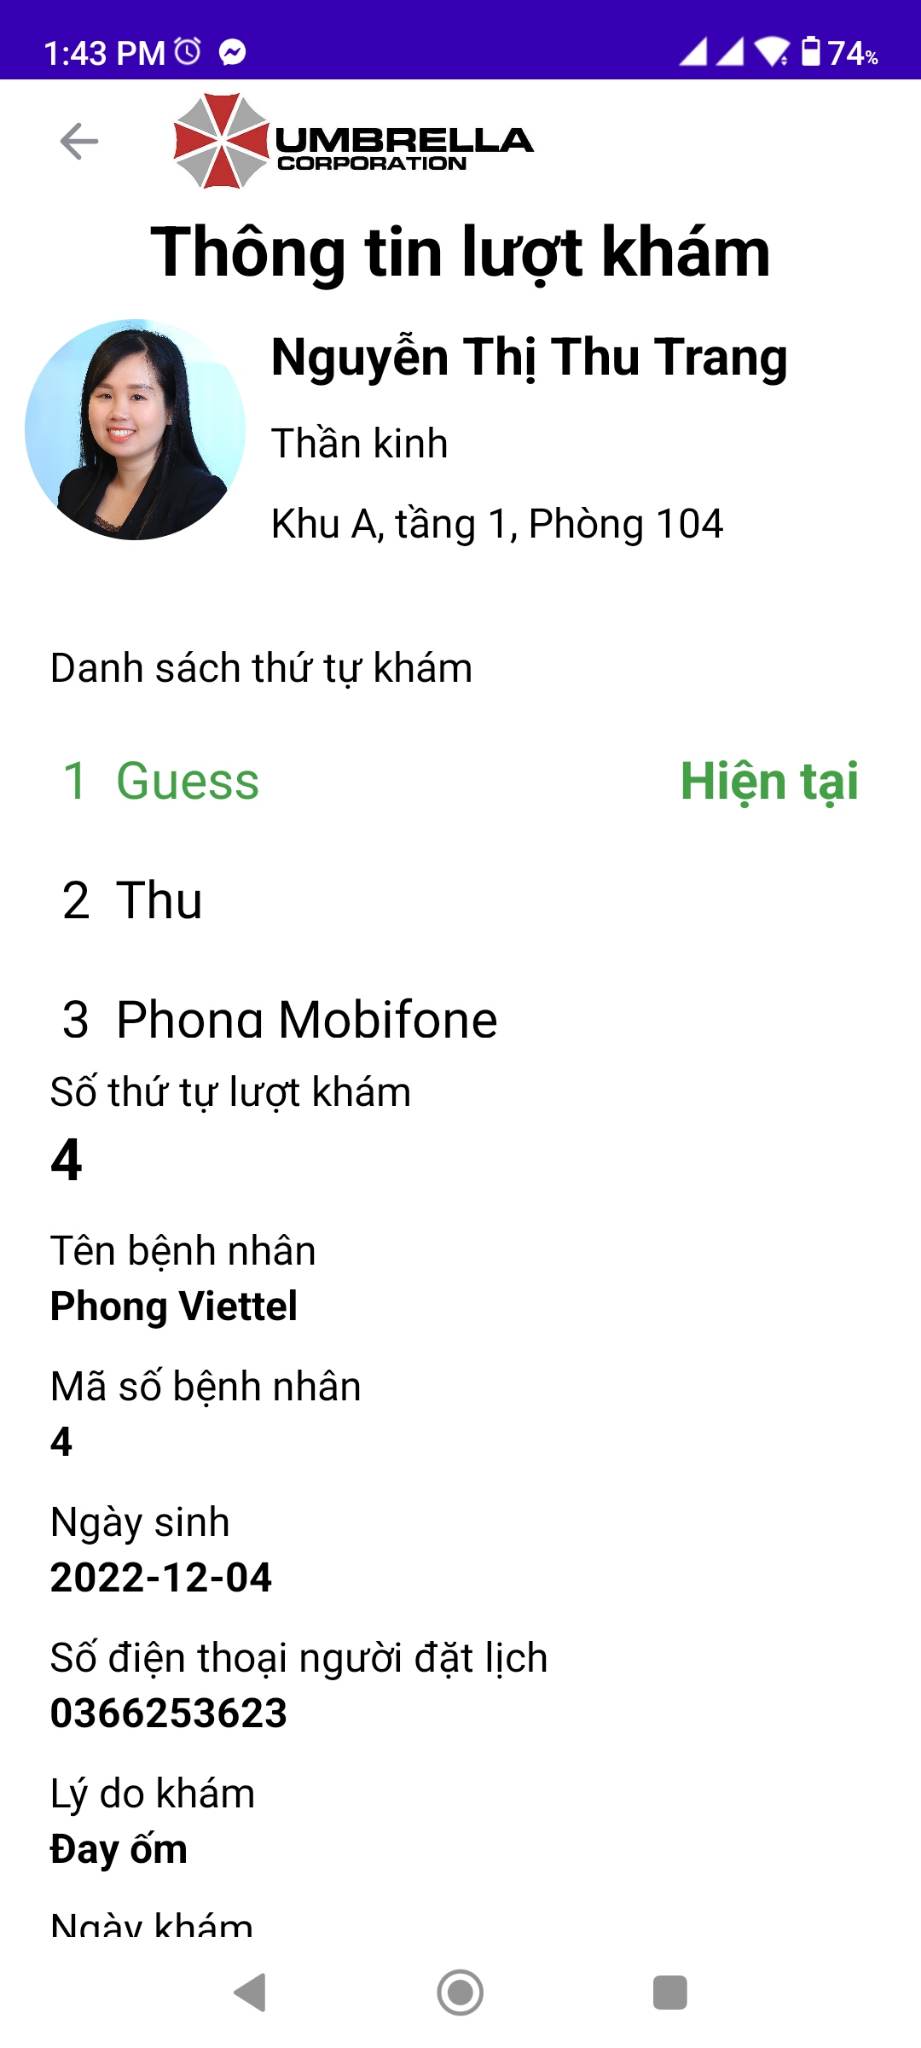 1:43 PM
74%
UMBRELLA
CORPORATION
Thông tin lượt khám
Nguyễn Thị Thu Trang
Thần kinh
Khu A, tầng 1, Phòng 104
Danh sách thứ tự khám
1 Guess Hiện tại
2 Thu
3 Phong Mobifone
Số thứ tự lượt khám
4
Tên bệnh nhân
Phong Viettel
Mã số bệnh nhân
4
Ngày sinh
2022-12-04
Số điện thoại người đặt lịch
0366253623
Lý do khám
Đay ốm
Ngày khám